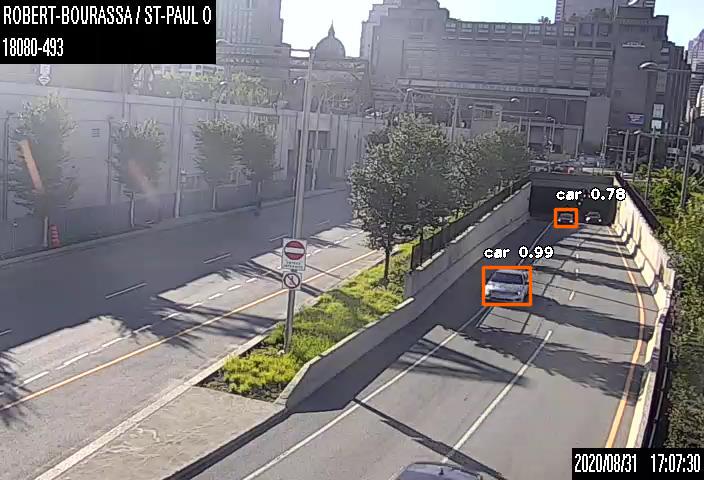 ROBERT-BOURASSA / ST-PAUL O
18080-493
car 0.78
car 0.99
2020/08/31 17:07:30